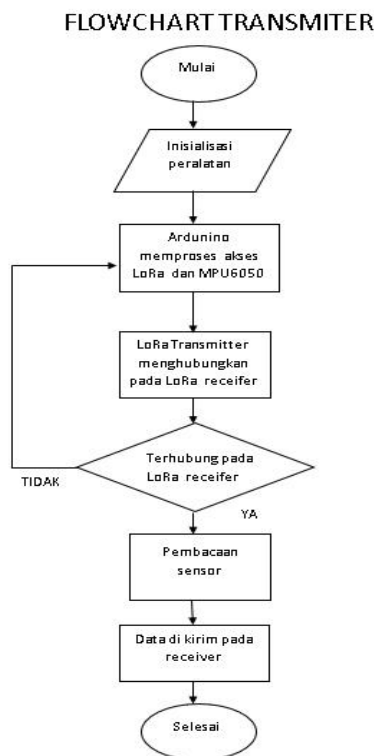 FLOWCHART TRANSMITER
Mulai
Inisialisasi
peralatan
Ardunino
memproses akses
LoRa dan MPU6050
LoRa Transmitter
menghubungkan
pada LoRa receifer
Terhubung pada
LoRa receifer
TIDAK
YA
Pembacaan
sensor
Data di kirim pada
receiver
Selesai